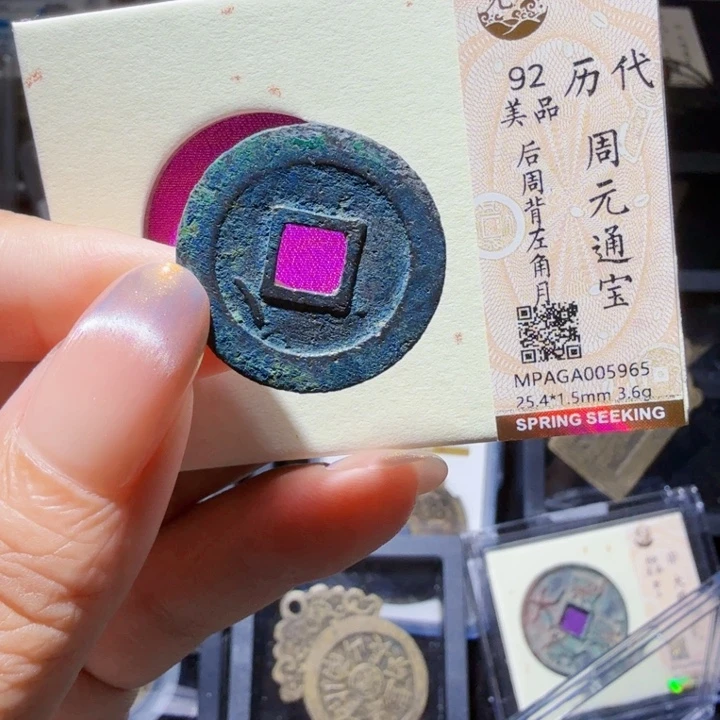 历代
周元通宝
92
美品
后周背左角月
MPAGA005965
25.4*1.5mm 3.6g
SPRING SEEKING